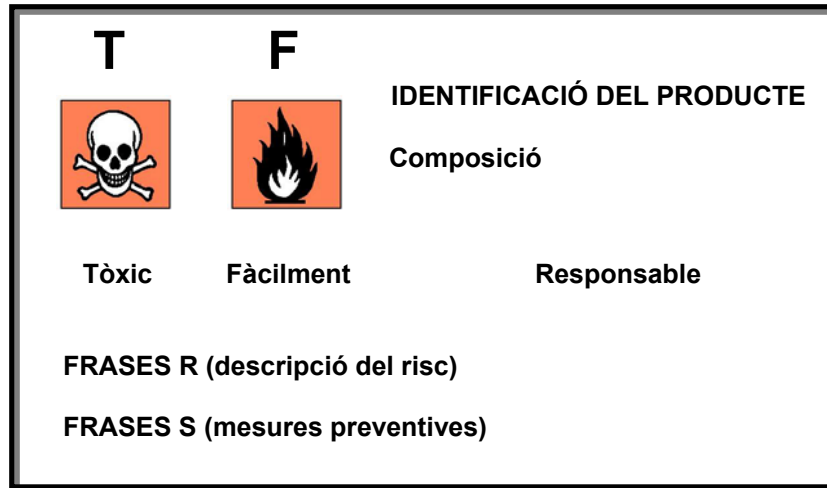 T F
IDENTIFICACIÓ DEL PRODUCTE
Composició
Tòxic Fàcilment Responsable
FRASES R (descripció del risc)
FRASES S (mesures preventives)